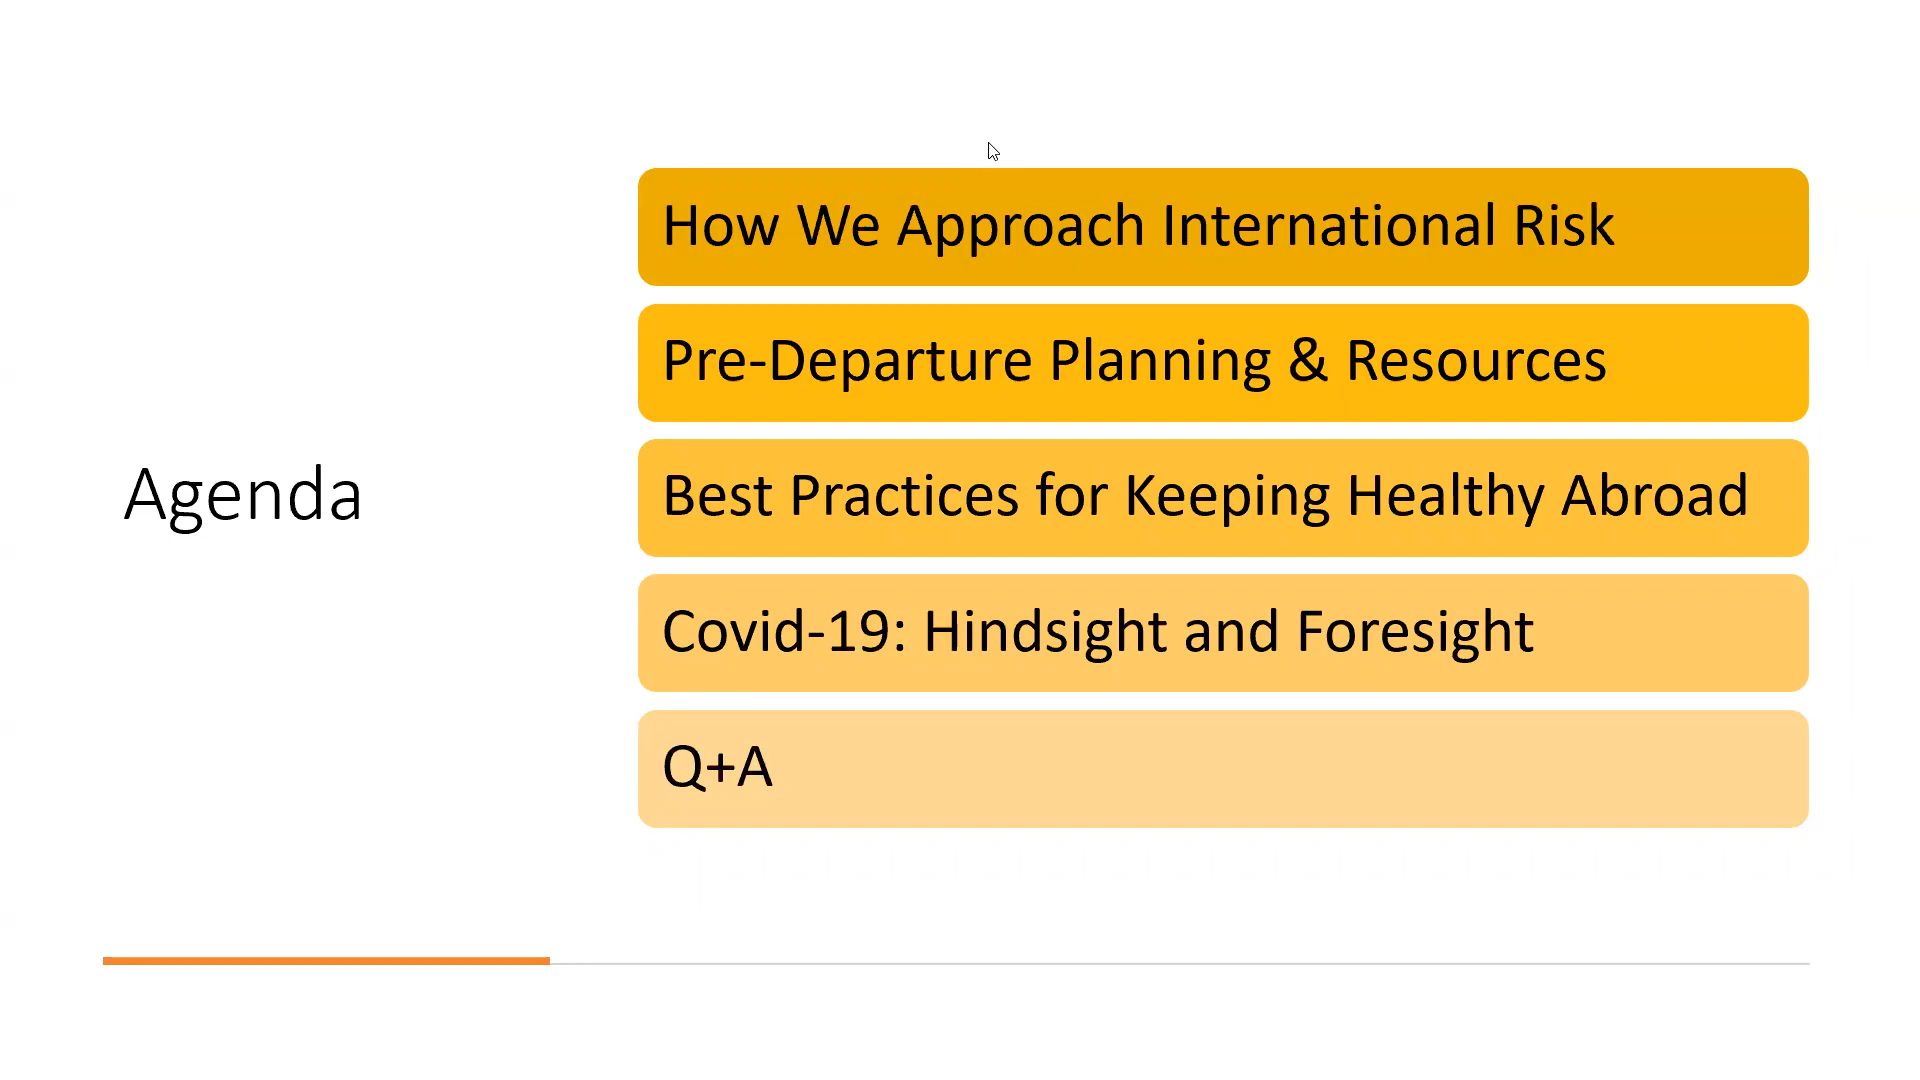 Agenda
How We Approach International Risk
Pre-Departure Planning & Resources
Best Practices for Keeping Healthy Abroad
Covid-19: Hindsight and Foresight
Q+A